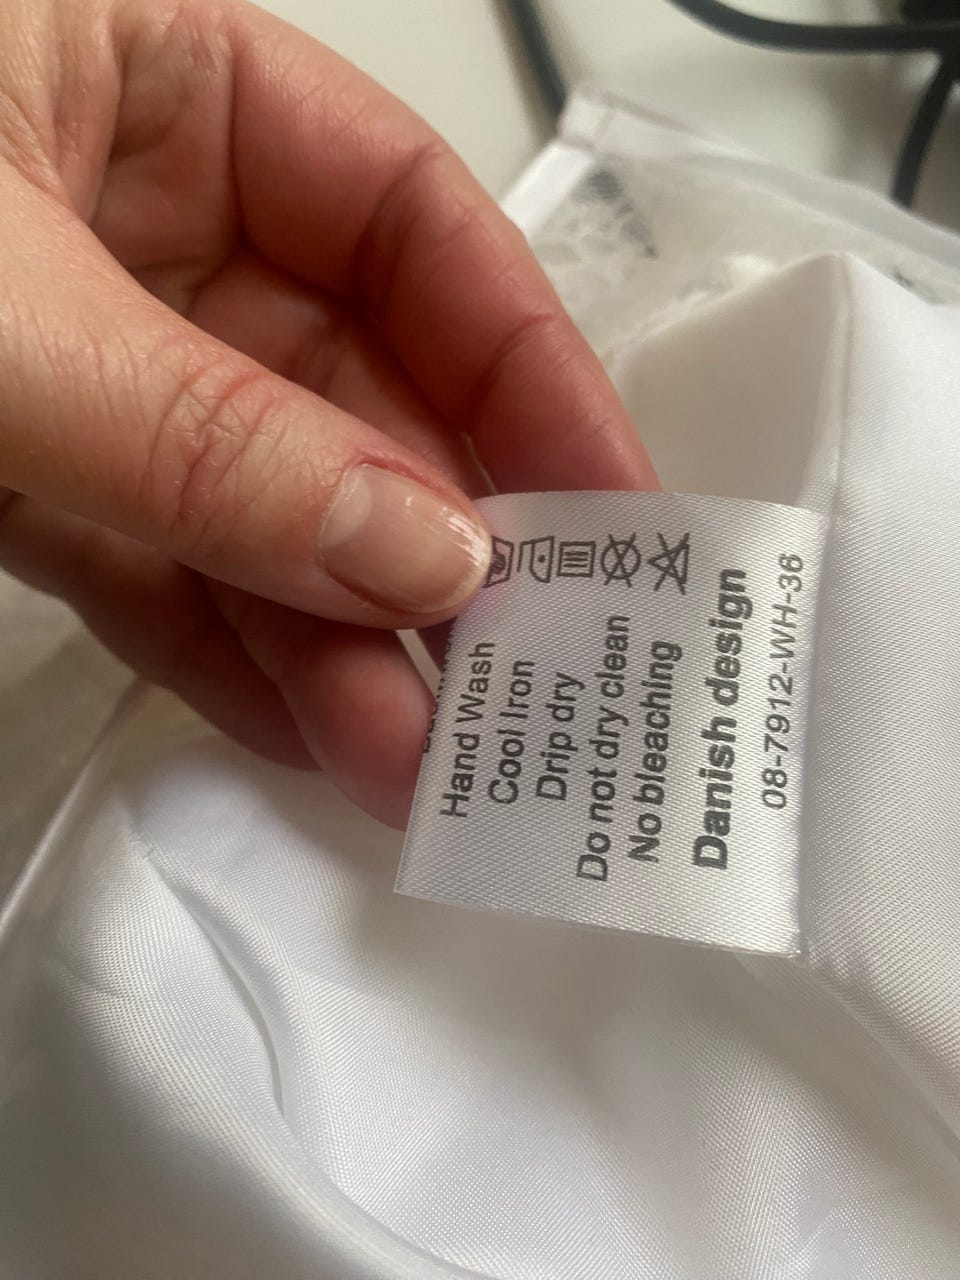 Hand Wash
Cool Iron
Drip dry
Do not dry clean
No bleaching
Danish design
08-7912-WH-36